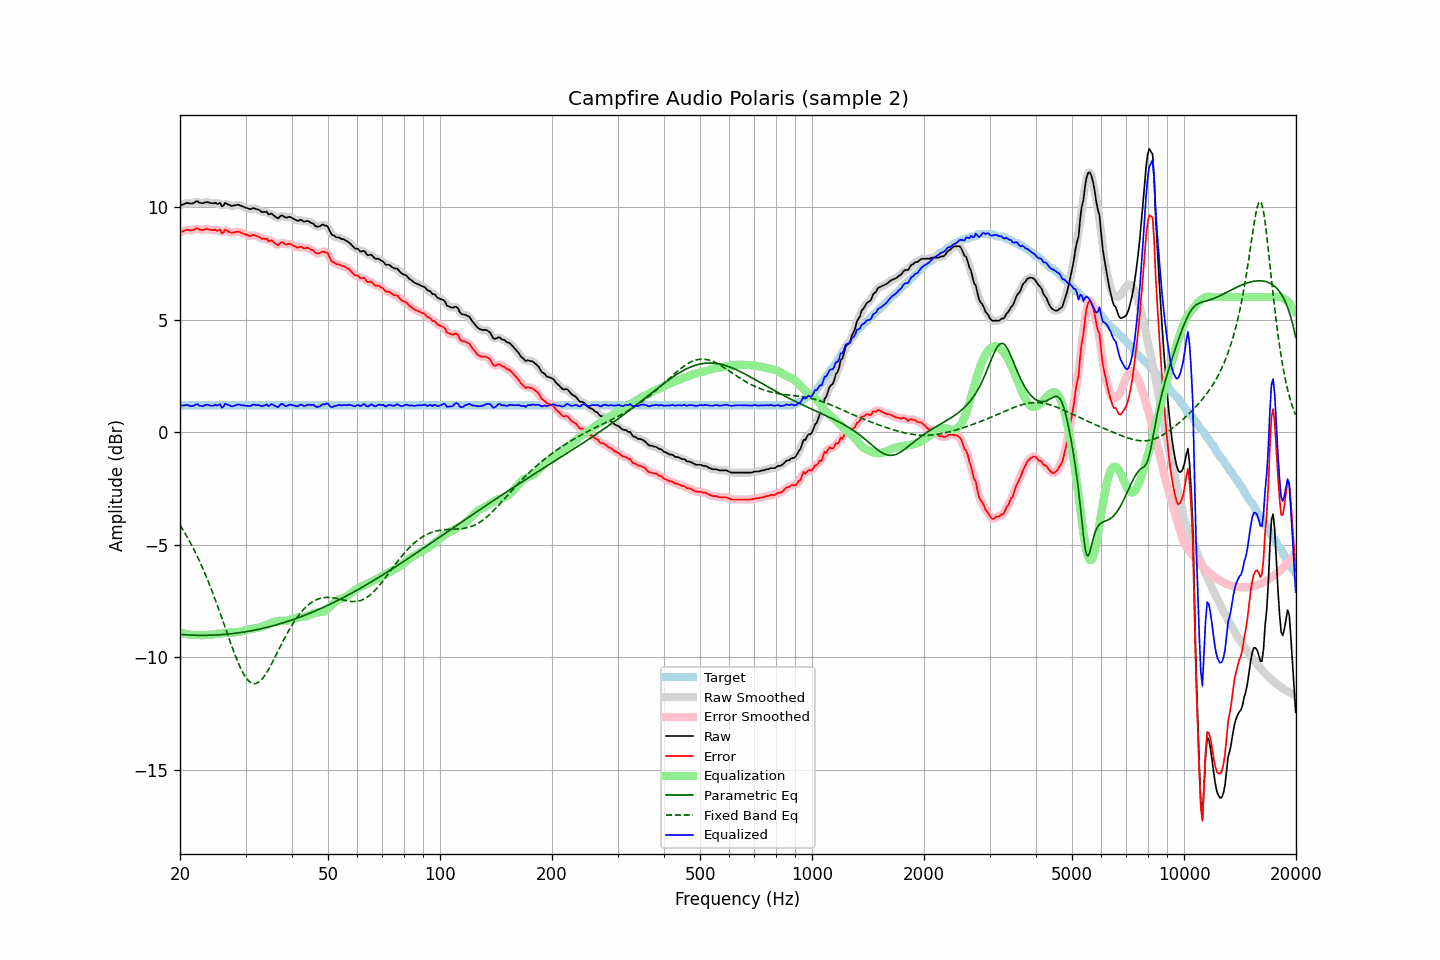 Campfire Audio Polaris (sample 2)
Amplitude (dBr)
10
5
0
−5
−10
−15
Target
Raw Smoothed
Error Smoothed
Raw
Error
Equalization
Parametric Eq
Fixed Band Eq
Equalized
20 50 100 200 500 1000 2000 5000 10000 20000
Frequency (Hz)